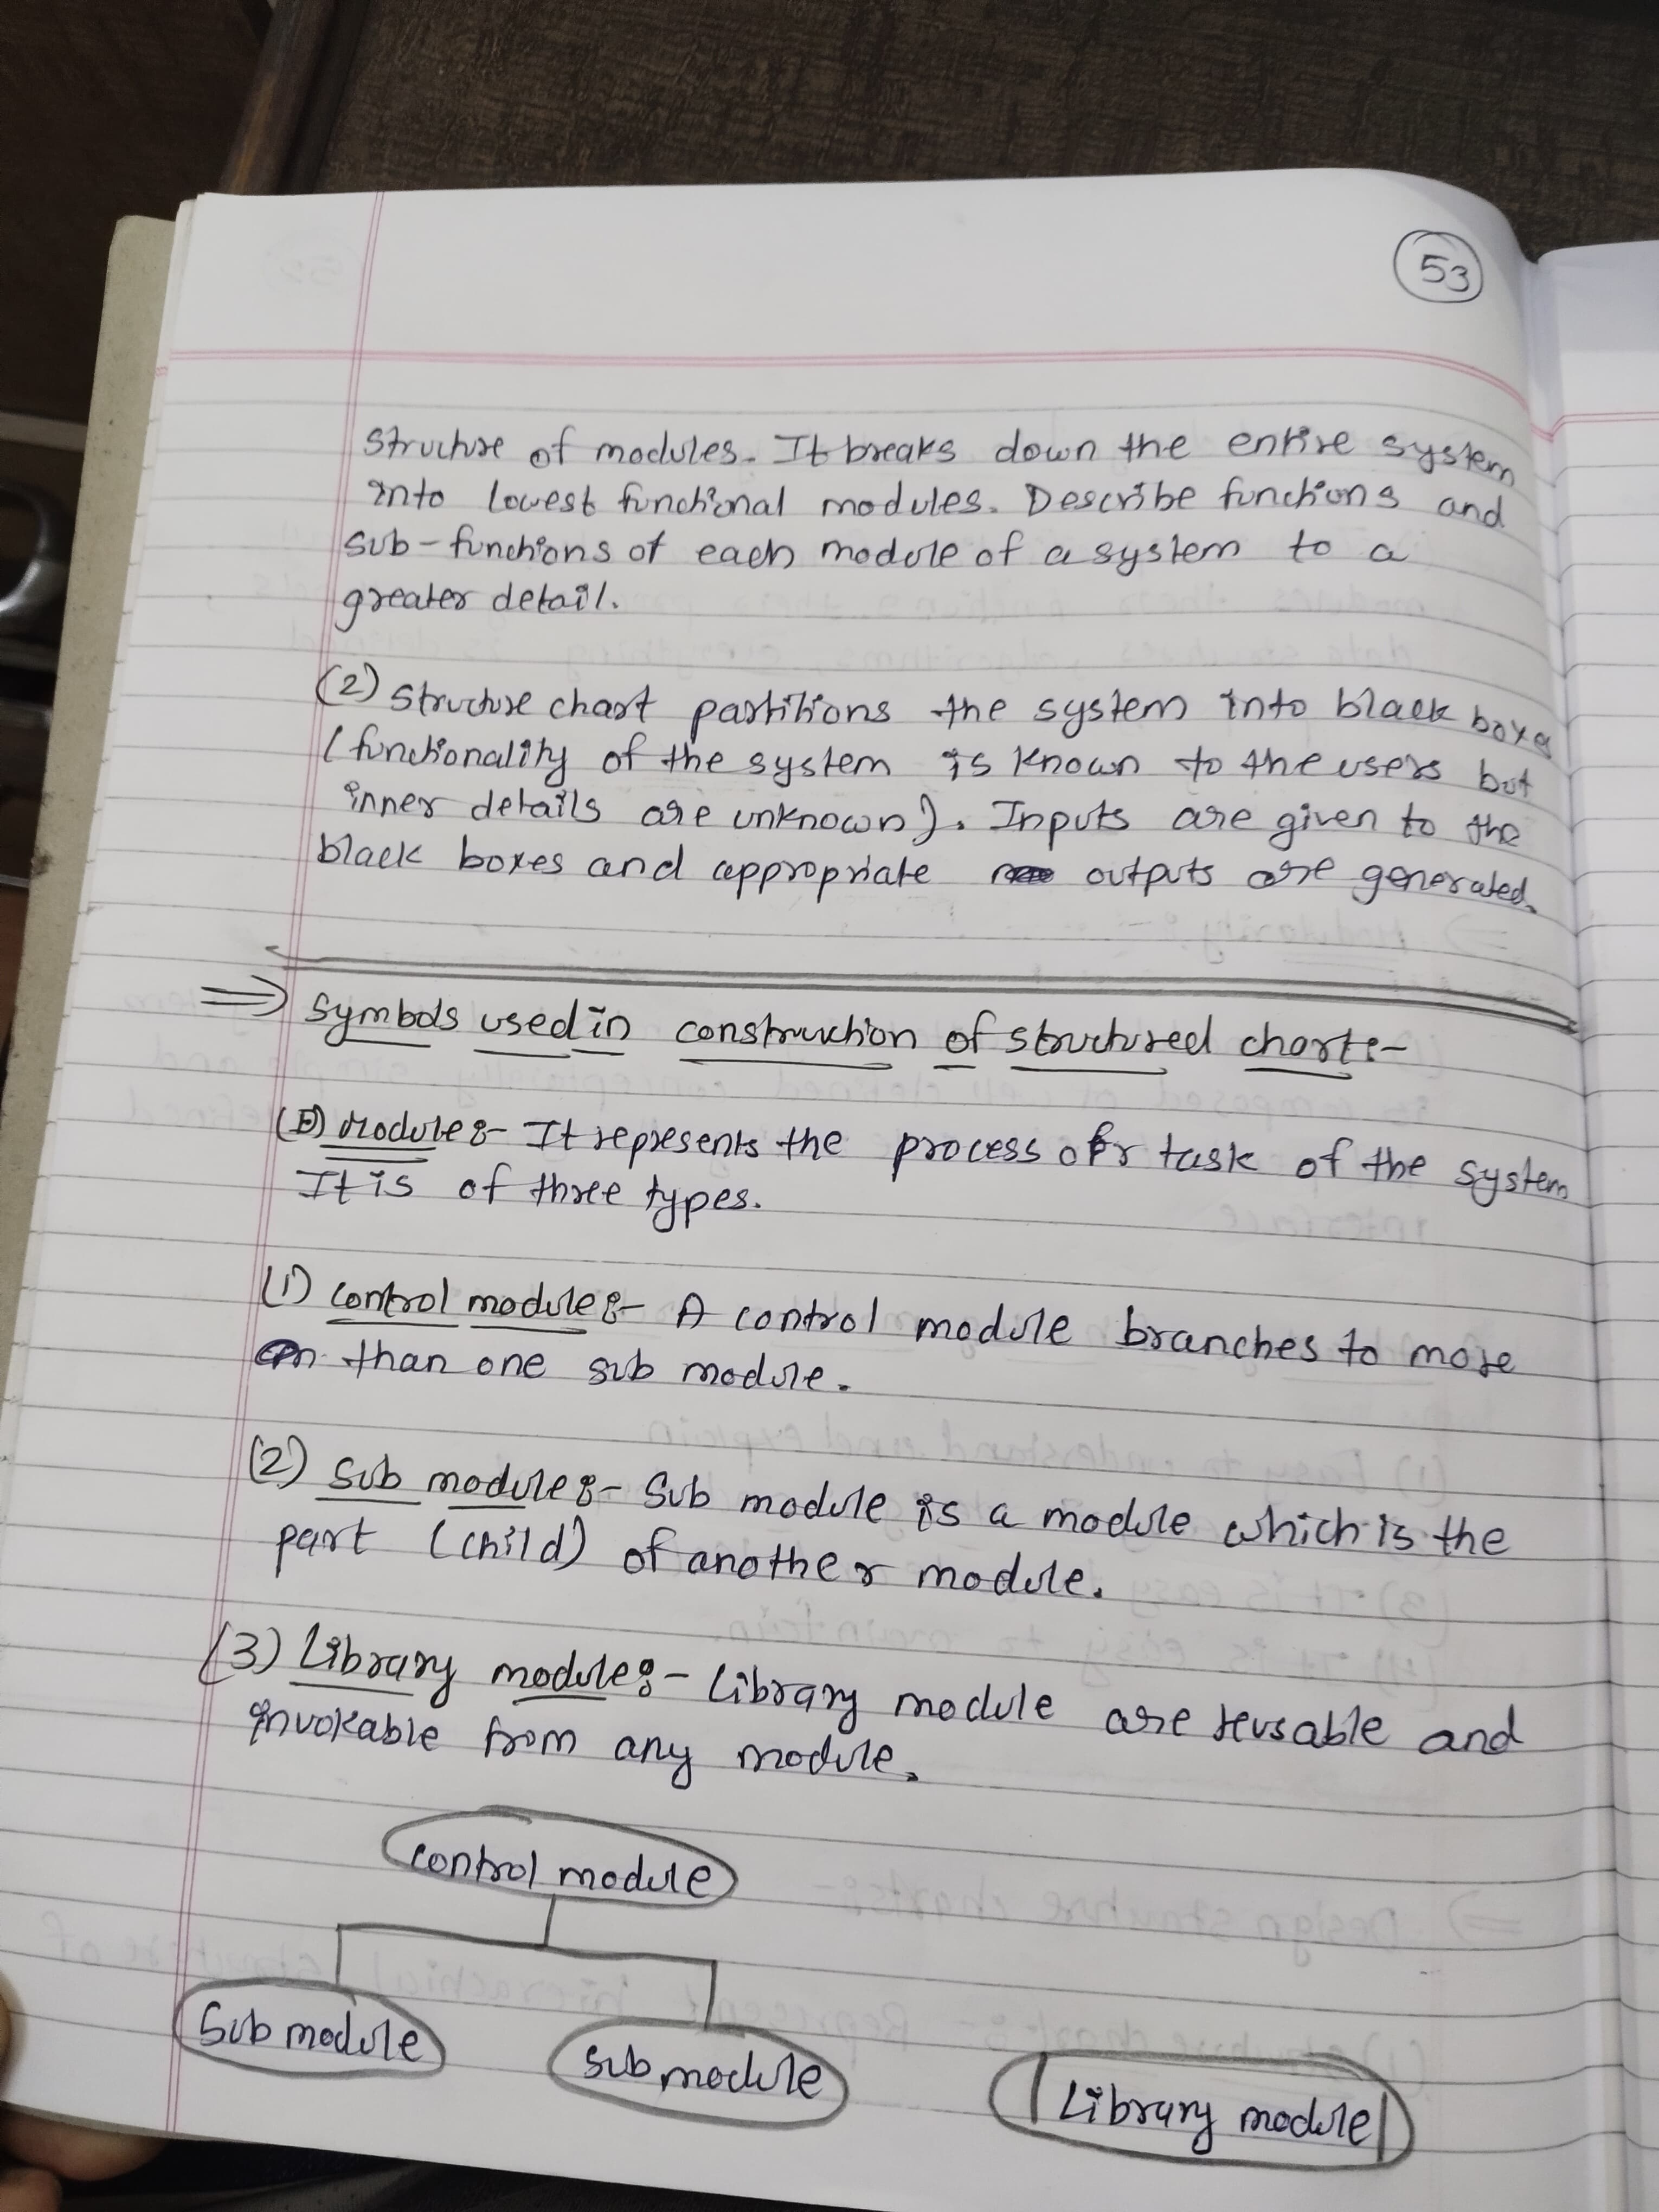 53
structure of modules. It breaks down the entire system
into lowest functional modules. Describe functions and
sub-functions of each module of a system to a
greater detail.
(2) Structure chart partitions the system into black boxes
(functionality of the system is known to the users but
inner details are unknown). Inputs are given to the
black boxes and appropriate outputs are generated.
⇒ Symbols used in construction of structured chart:-
Module:- It represents the process or task of the system
It is of three types.
(1) Control module:- A control module branches to more
than one sub module.
(2) Sub module:- Sub module is a module which is the
part (child) of another module.
(3) Library module:- Library module are reusable and
invokable from any module.
Control module
Sub module
Sub module
Library module